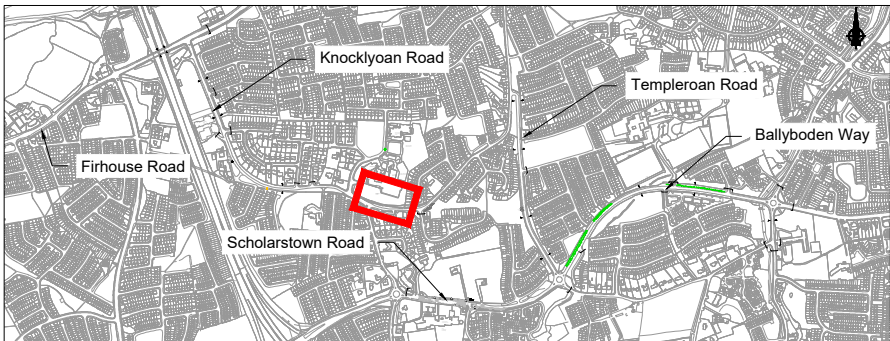 Knocklyoan Road
Templeroan Road
Ballyboden Way
Firhouse Road
Scholarstown Road